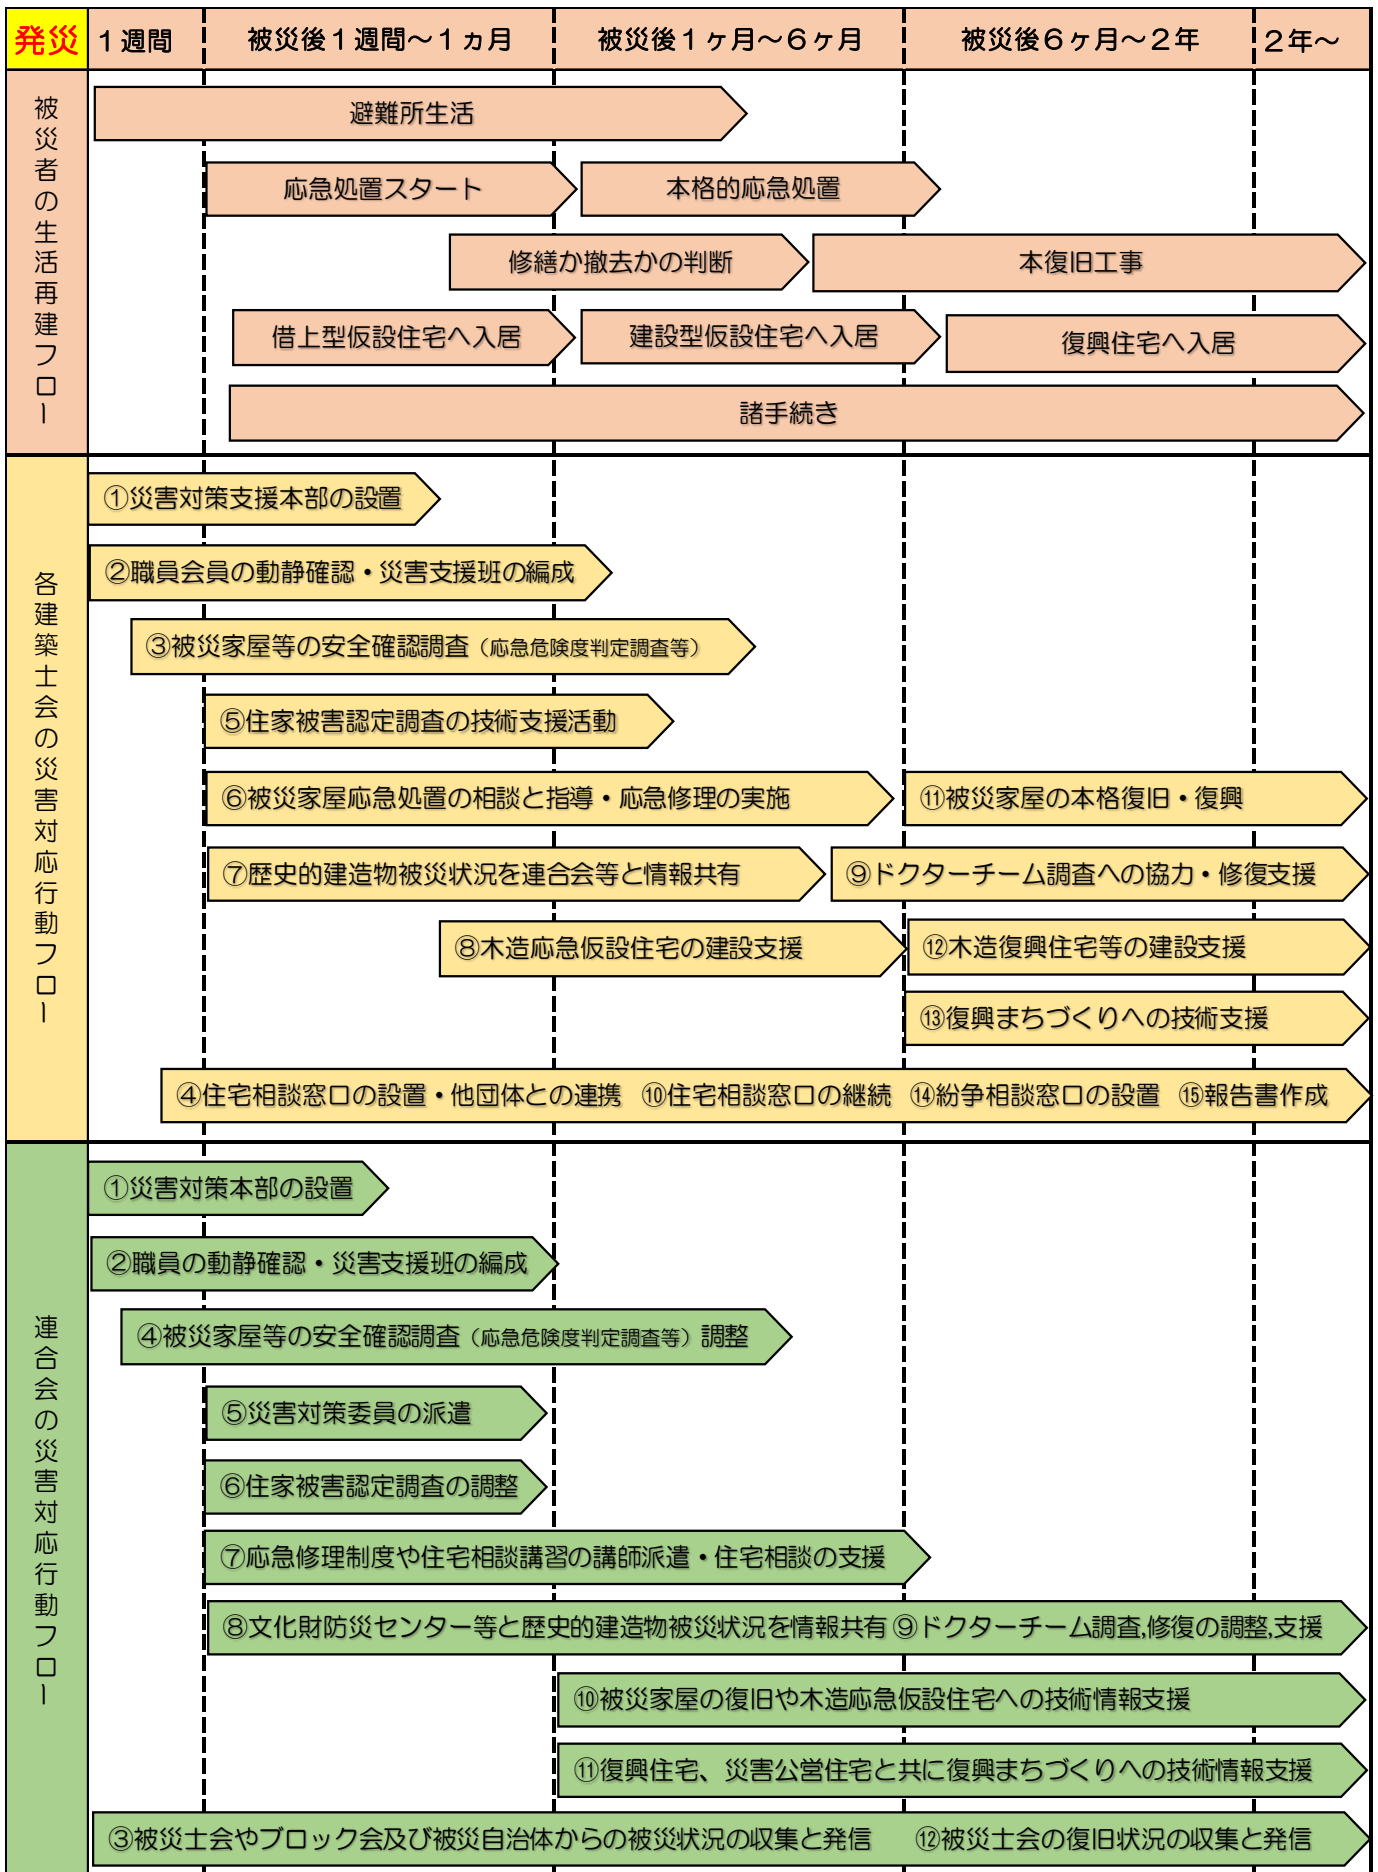 発災
１週間
被災後１週間～１ヵ月
被災後１ヶ月～６ヶ月
被災後６ヶ月～２年
２年～
被災者の生活再建フロー
避難所生活
応急処置スタート
本格的応急処置
修繕か撤去かの判断
本復旧工事
借上型仮設住宅へ入居
建設型仮設住宅へ入居
復興住宅へ入居
諸手続き
各建築士会の災害対応行動フロー
①災害対策支援本部の設置
②職員会員の動静確認・災害支援班の編成
③被災家屋等の安全確認調査（応急危険度判定調査等）
⑤住家被害認定調査の技術支援活動
⑥被災家屋応急処置の相談と指導・応急修理の実施
⑪被災家屋の本格復旧・復興
⑦歴史的建造物被災状況を連合会等と情報共有
⑨ドクターチーム調査への協力・修復支援
⑧木造応急仮設住宅の建設支援
⑫木造復興住宅等の建設支援
⑬復興まちづくりへの技術支援
④住宅相談窓口の設置・他団体との連携 ⑩住宅相談窓口の継続 ⑭紛争相談窓口の設置 ⑮報告書作成
連合会の災害対応行動フロー
①災害対策本部の設置
②職員の動静確認・災害支援班の編成
④被災家屋等の安全確認調査（応急危険度判定調査等）調整
⑤災害対策委員の派遣
⑥住家被害認定調査の調整
⑦応急修理制度や住宅相談講習の講師派遣・住宅相談の支援
⑧文化財防災センター等と歴史的建造物被災状況を情報共有 ⑨ドクターチーム調査,修復の調整,支援
⑩被災家屋の復旧や木造応急仮設住宅への技術情報支援
⑪復興住宅、災害公営住宅と共に復興まちづくりへの技術情報支援
③被災士会やブロック会及び被災自治体からの被災状況の収集と発信 ⑫被災士会の復旧状況の収集と発信